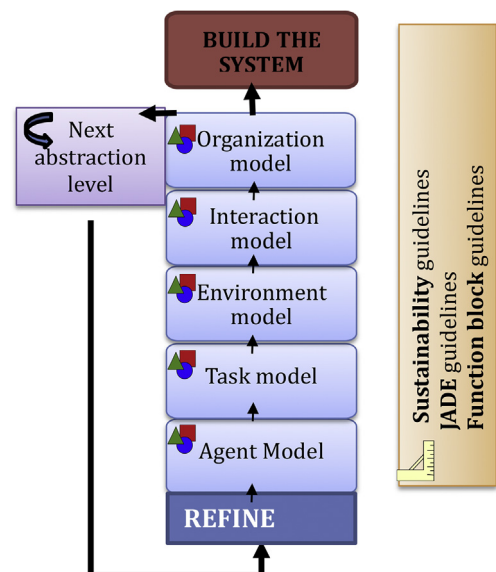 BUILD THE
SYSTEM
Next
abstraction
level
Organization
model
Interaction
model
Environment
model
Task model
Agent Model
REFINE
Sustainability guidelines
JADE guidelines
Function block guidelines